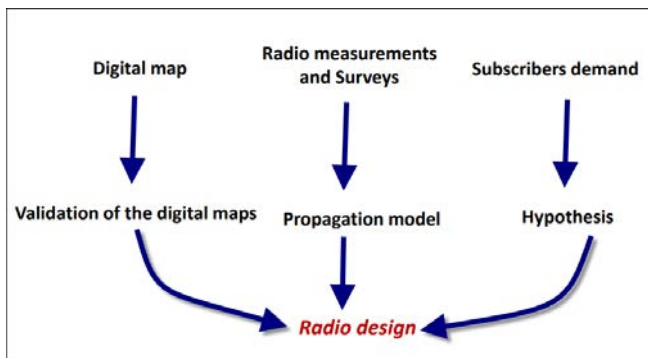 Digital map
Radio measurements
and Surveys
Subscribers demand
Validation of the digital maps
Propagation model
Hypothesis
Radio design